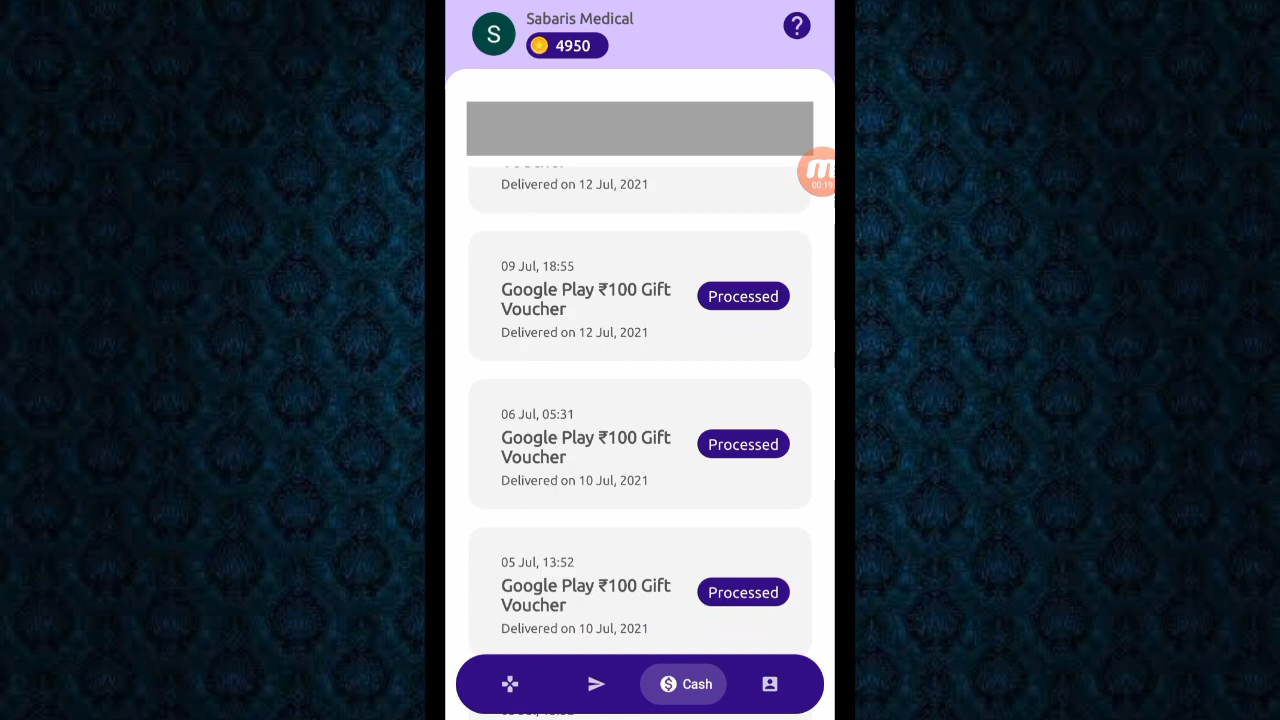 S
Sabaris Medical
4950
?
Delivered on 12 Jul, 2021
00:19
09 Jul, 18:55
Google Play ₹100 Gift
Voucher
Processed
Delivered on 12 Jul, 2021
06 Jul, 05:31
Google Play ₹100 Gift
Voucher
Processed
Delivered on 10 Jul, 2021
05 Jul, 13:52
Google Play ₹100 Gift
Voucher
Processed
Delivered on 10 Jul, 2021
Cash